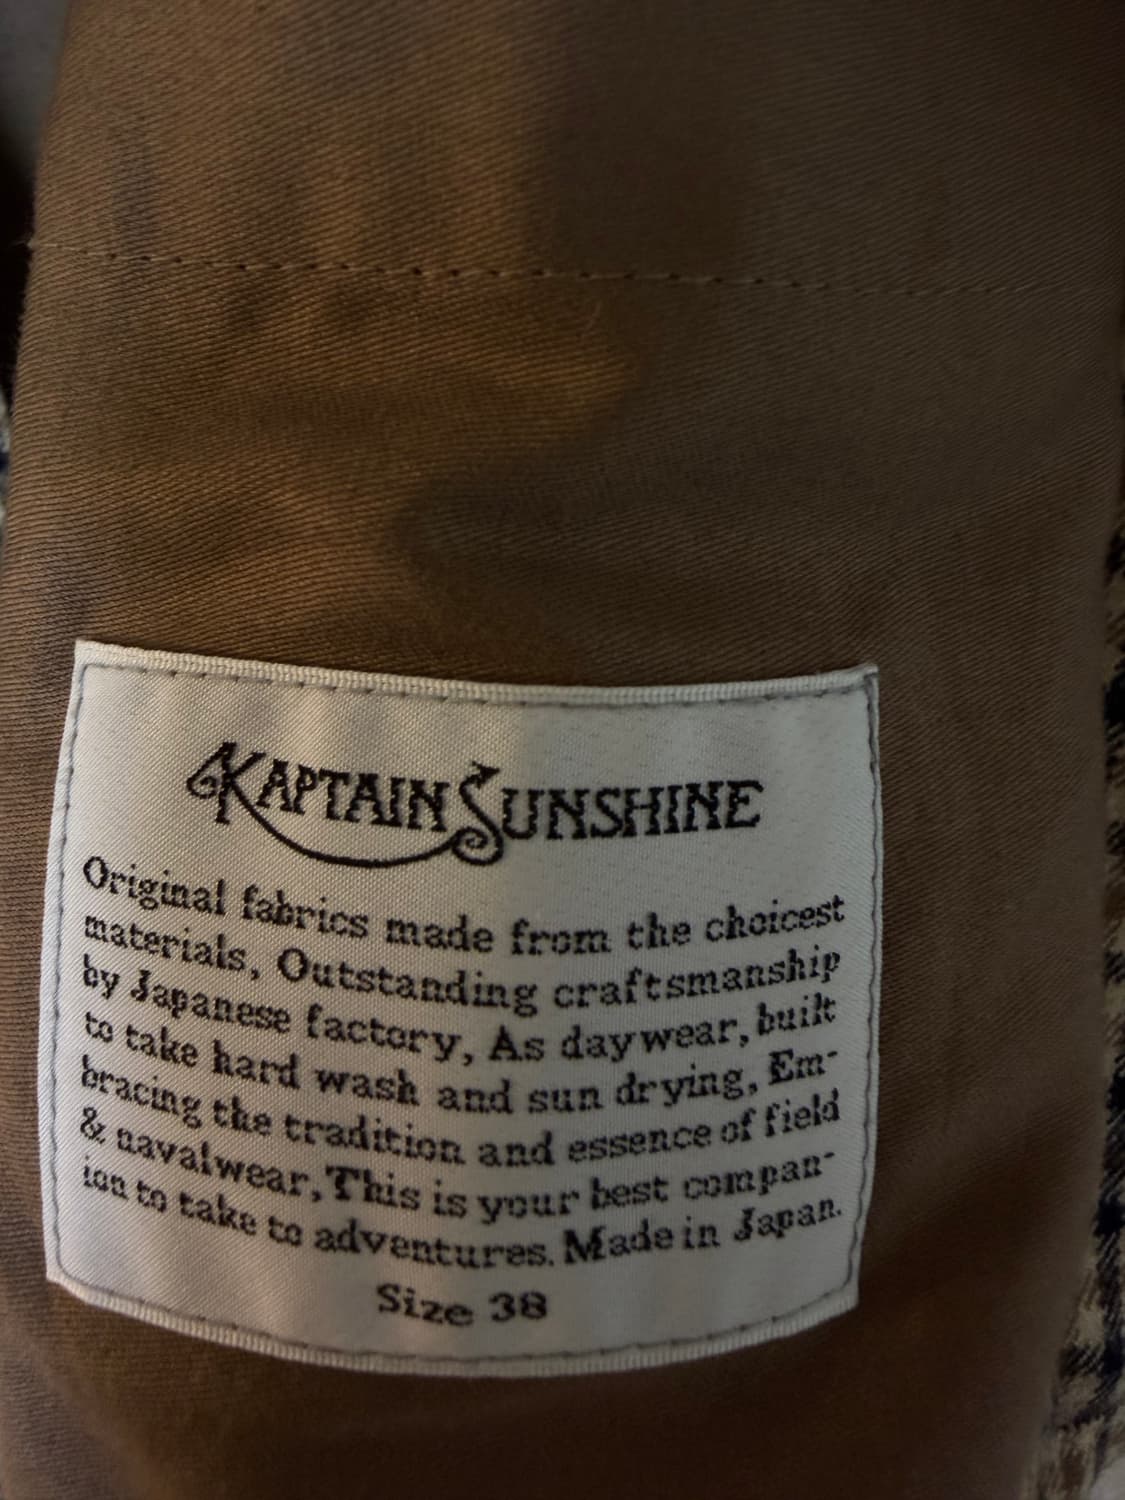 KAPTAIN SUNSHINE
Original fabrics made from the choicest
materials, Outstanding craftsmanship
by Japanese factory, As daywear, built
to take hard wash and sun drying, Em-
bracing the tradition and essence of field
& navalwear, This is your best compan-
ion to take to adventures. Made in Japan.
Size 38